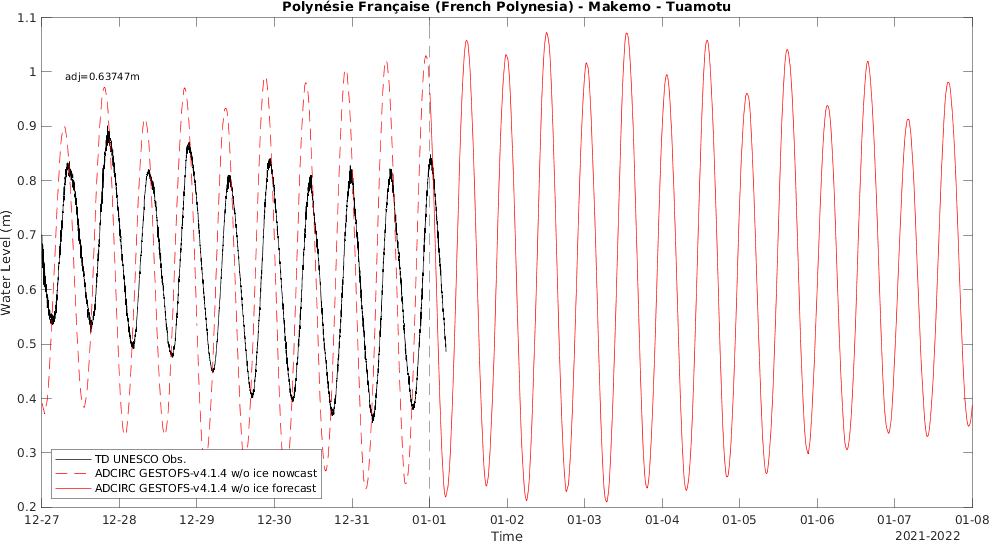 Polynésie Française (French Polynesia) - Makemo - Tuamotu
1.1
1
0.9
0.8
0.7
0.6
0.5
0.4
0.3
0.2
Water Level (m)
adj=0.63747m
TD UNESCO Obs.
ADCIRC GESTOFS-v4.1.4 w/o ice nowcast
ADCIRC GESTOFS-v4.1.4 w/o ice forecast
12-27 12-28 12-29 12-30 12-31 01-01 01-02 01-03 01-04 01-05 01-06 01-07 01-08
Time
2021-2022